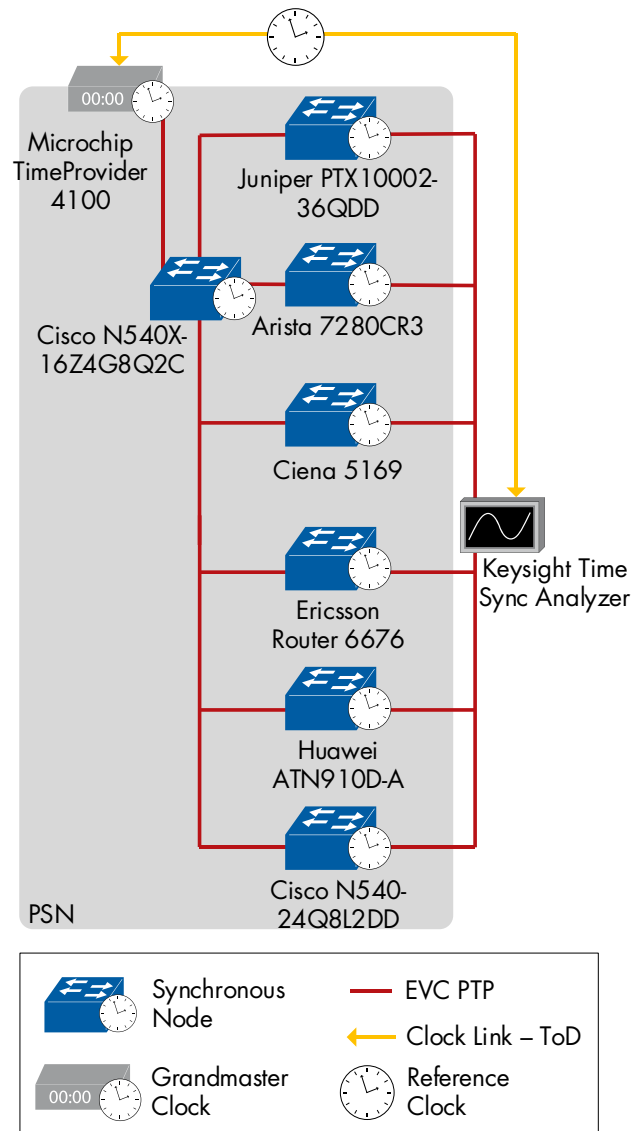 00:00
Microchip
TimeProvider
4100
Juniper PTX10002-
36QDD
Cisco N540X-
16Z4G8Q2C
Arista 7280CR3
Ciena 5169
Keysight Time
Sync Analyzer
Ericsson
Router 6676
Huawei
ATN910D-A
Cisco N540-
24Q8L2DD
PSN
Synchronous
Node
EVC PTP
Clock Link – ToD
00:00
Grandmaster
Clock
Reference
Clock